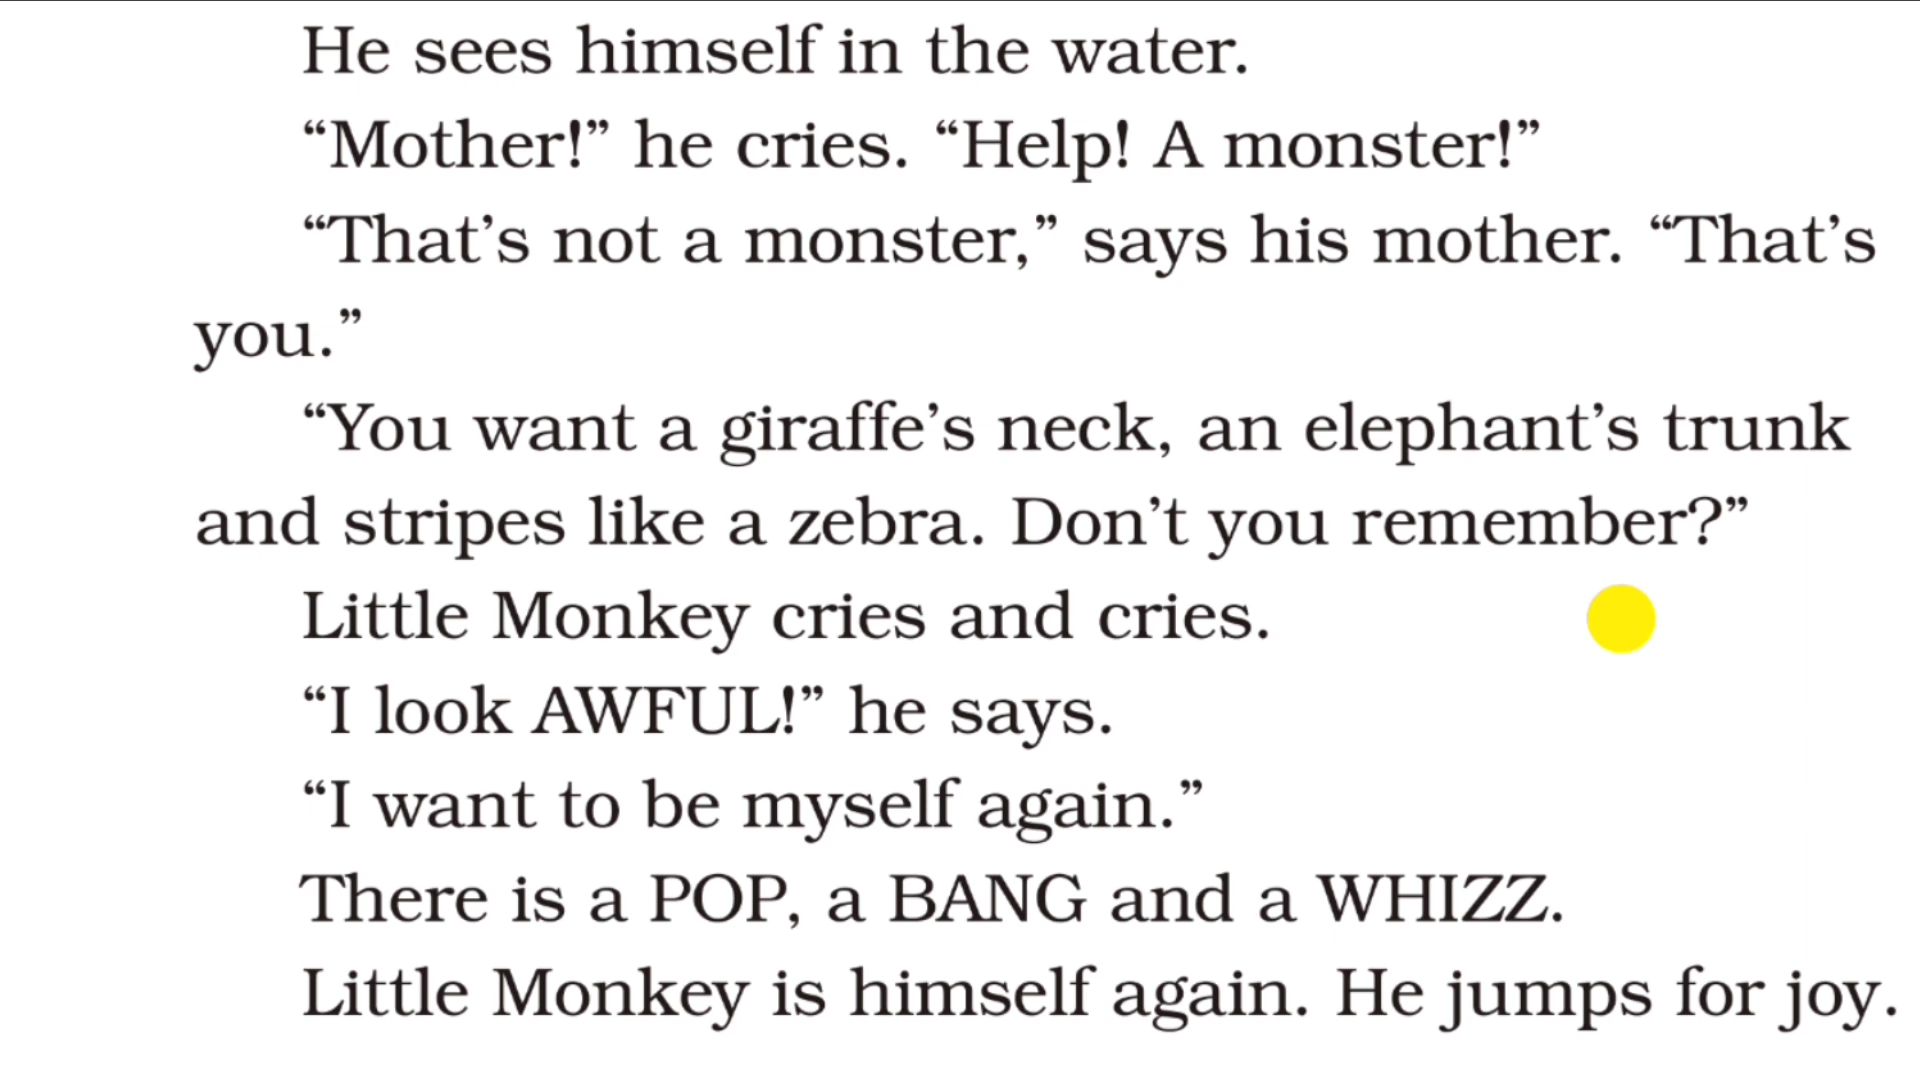 He sees himself in the water.
“Mother!” he cries. “Help! A monster!”
“That’s not a monster,” says his mother. “That’s
you.”
“You want a giraffe’s neck, an elephant’s trunk
and stripes like a zebra. Don’t you remember?”
Little Monkey cries and cries.
“I look AWFUL!” he says.
“I want to be myself again.”
There is a POP, a BANG and a WHIZZ.
Little Monkey is himself again. He jumps for joy.